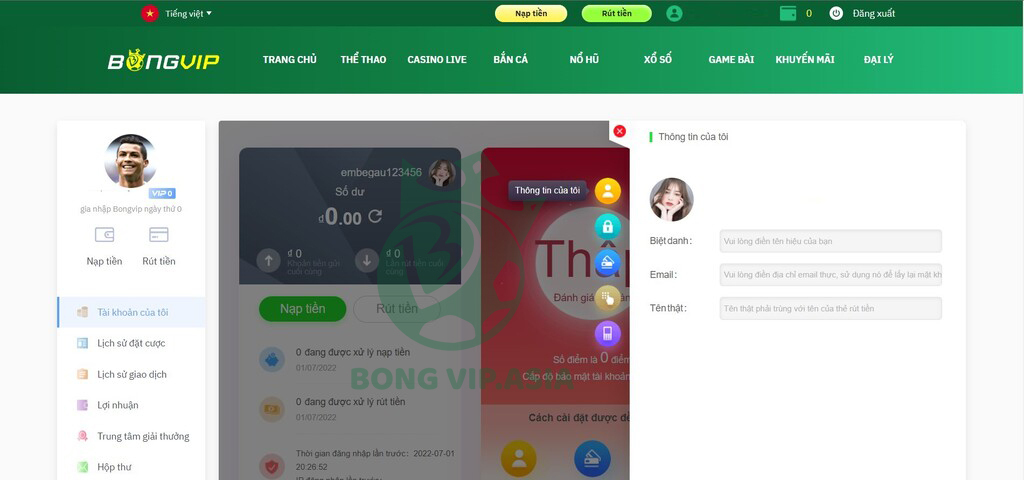 Tiếng việt
Nạp tiền
Rút tiền
0
Đăng xuất
BONGVIP
TRANG CHỦ
THỂ THAO
CASINO LIVE
BẮN CÁ
NỔ HŨ
XỔ SỐ
GAME BÀI
KHUYẾN MÃI
ĐẠI LÝ
VIP 0
gia nhập Bongvip ngày thứ 0
Nạp tiền
Rút tiền
Tài khoản của tôi
Lịch sử đặt cược
Lịch sử giao dịch
Lợi nhuận
Trung tâm giải thưởng
Hộp thư
embegau123456
Số dư
₫0.00
₫ 0
Khoản tiền gửi cuối cùng
₫ 0
Lần rút tiền cuối cùng
Nạp tiền
Rút tiền
0 đang được xử lý nạp tiền
01/07/2022
0 đang được xử lý rút tiền
01/07/2022
Thời gian đăng nhập lần trước: 2022-07-01
20:26:52
BONG VIP.ASIA
Đánh giá
Số điểm là 0 điểm
Cấp độ bảo mật tài khoản
Cách cài đặt được
Thông tin của tôi
Thông tin của tôi
Biệt danh :
Vui lòng điền tên hiệu của bạn
Email :
Vui lòng điền địa chỉ email thực, sử dụng nó để lấy lại mật kh
Tên thật :
Tên thật phải trùng với tên của thẻ rút tiền